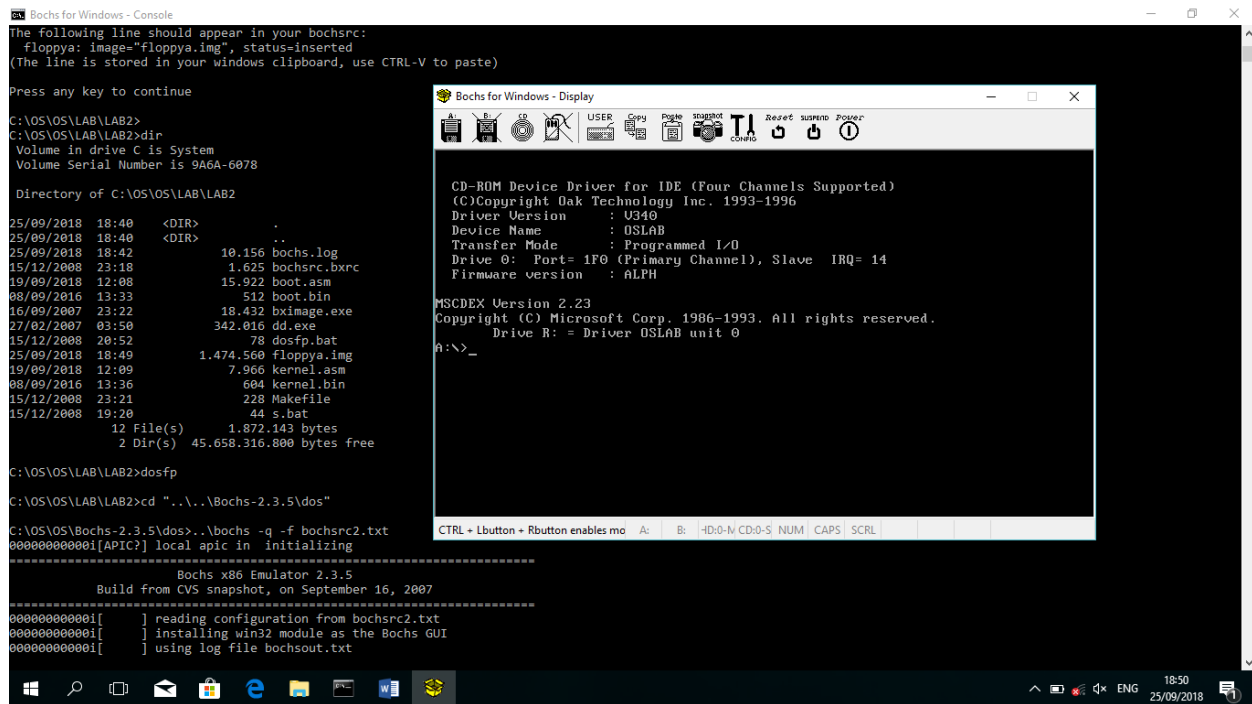 Bochs for Windows - Console
The following line should appear in your bochsrc:
floppya: image="floppya.img", status=inserted
(The line is stored in your windows clipboard, use CTRL-V to paste)
Press any key to continue
C:\OS\OS\LAB\LAB2>
C:\OS\OS\LAB\LAB2>dir
Volume in drive C is System
Volume Serial Number is 9A6A-6078
Directory of C:\OS\OS\LAB\LAB2
25/09/2018 18:40 <DIR> .
25/09/2018 18:40 <DIR> ..
25/09/2018 18:42 10.156 bochs.log
15/12/2008 23:18 1.625 bochsrc.bxrc
19/09/2018 12:08 15.922 boot.asm
08/09/2016 13:33 512 boot.bin
16/09/2007 23:22 18.432 bximage.exe
27/02/2007 03:50 342.016 dd.exe
15/12/2008 20:52 78 dosfp.bat
25/09/2018 18:49 1.474.560 floppya.img
19/09/2018 12:09 7.966 kernel.asm
08/09/2016 13:36 604 kernel.bin
15/12/2008 23:21 228 Makefile
15/12/2008 19:20 44 s.bat
12 File(s) 1.872.143 bytes
2 Dir(s) 45.658.316.800 bytes free
C:\OS\OS\LAB\LAB2>dosfp
C:\OS\OS\LAB\LAB2>cd "..\..\Bochs-2.3.5\dos"
C:\OS\OS\Bochs-2.3.5\dos>..\bochs -q -f bochsrc2.txt
00000000000i[APIC?] local apic in initializing
========================================================================
Bochs x86 Emulator 2.3.5
Build from CVS snapshot, on September 16, 2007
========================================================================
00000000000i[ ] reading configuration from bochsrc2.txt
00000000000i[ ] installing win32 module as the Bochs GUI
00000000000i[ ] using log file bochsout.txt
Bochs for Windows - Display
A: B: CD USER Copy Paste snapshot CONFIG Reset SUSPEND Power
CD-ROM Device Driver for IDE (Four Channels Supported)
(C)Copyright Oak Technology Inc. 1993-1996
Driver Version : V340
Device Name : OSLAB
Transfer Mode : Programmed I/O
Drive 0: Port= 1F0 (Primary Channel), Slave IRQ= 14
Firmware version : ALPH
MSCDEX Version 2.23
Copyright (C) Microsoft Corp. 1986-1993. All rights reserved.
Drive R: = Driver OSLAB unit 0
A:\>_
CTRL + Lbutton + Rbutton enables mo A: B: HD:0-M CD:0-S NUM CAPS SCRL
ENG
18:50
25/09/2018
1